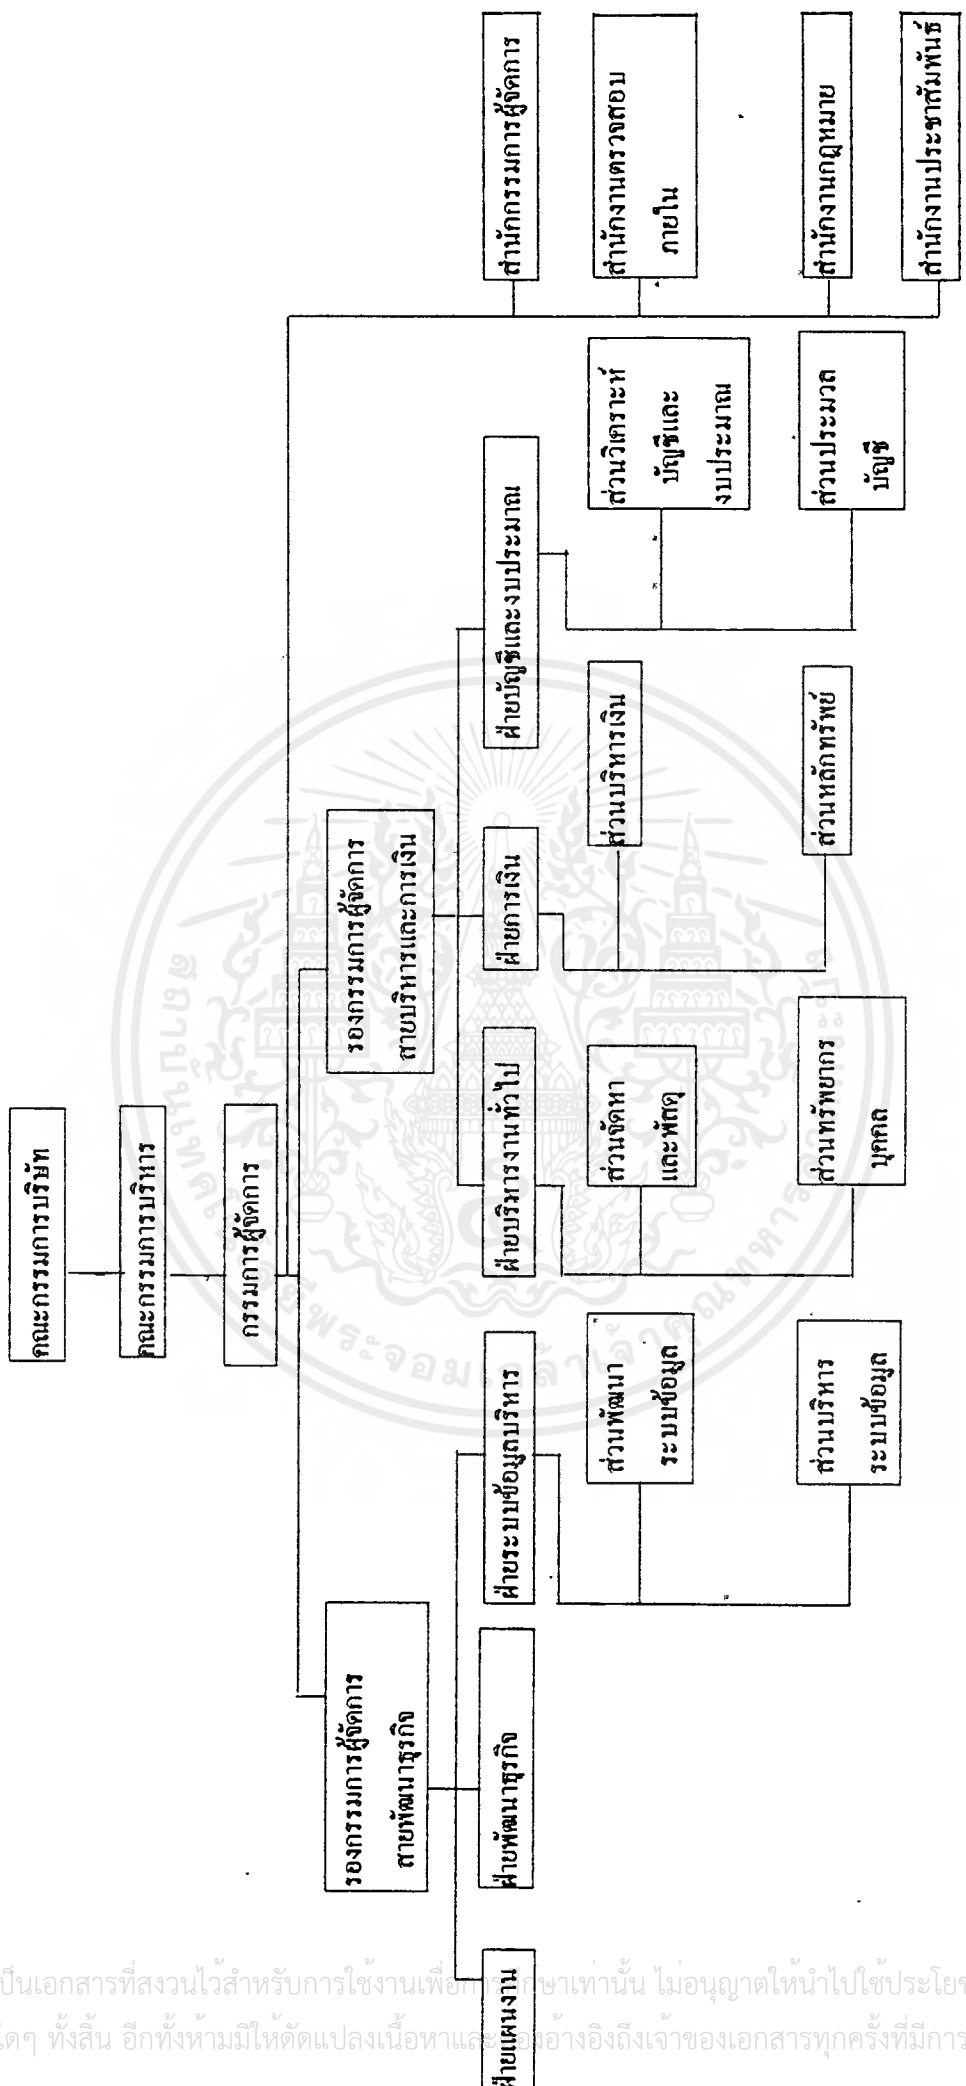 คณะกรรมการบริษัท
คณะกรรมการบริหาร
กรรมการผู้จัดการ
รองกรรมการผู้จัดการ
สายพัฒนาธุรกิจ
รองกรรมการผู้จัดการ
สายบริหารและการเงิน
ฝ่ายแผนงาน
ฝ่ายพัฒนาธุรกิจ
ฝ่ายระบบข้อมูลบริหาร
ฝ่ายบริหารงานทั่วไป
ฝ่ายการเงิน
ฝ่ายบัญชีและงบประมาณ
สำนักกรรมการผู้จัดการ
ส่วนพัฒนา
ระบบข้อมูล
ส่วนจัดหา
และพัสดุ
ส่วนบริหารเงิน
ส่วนวิเคราะห์
บัญชีและ
งบประมาณ
สำนักงานตรวจสอบ
ภายใน
ส่วนบริหาร
ระบบข้อมูล
ส่วนทรัพยากร
บุคคล
ส่วนหลักทรัพย์
ส่วนประมวล
บัญชี
สำนักงานกฎหมาย
สำนักงานประชาสัมพันธ์
เป็นเอกสารที่สงวนไว้สำหรับการใช้งานเพื่อการศึกษาเท่านั้น ไม่อนุญาตให้นำไปใช้ประโยช
ใดๆ ทั้งสิ้น อีกทั้งห้ามมิให้ดัดแปลงเนื้อหาและต้องอ้างอิงถึงเจ้าของเอกสารทุกครั้งที่มีการ